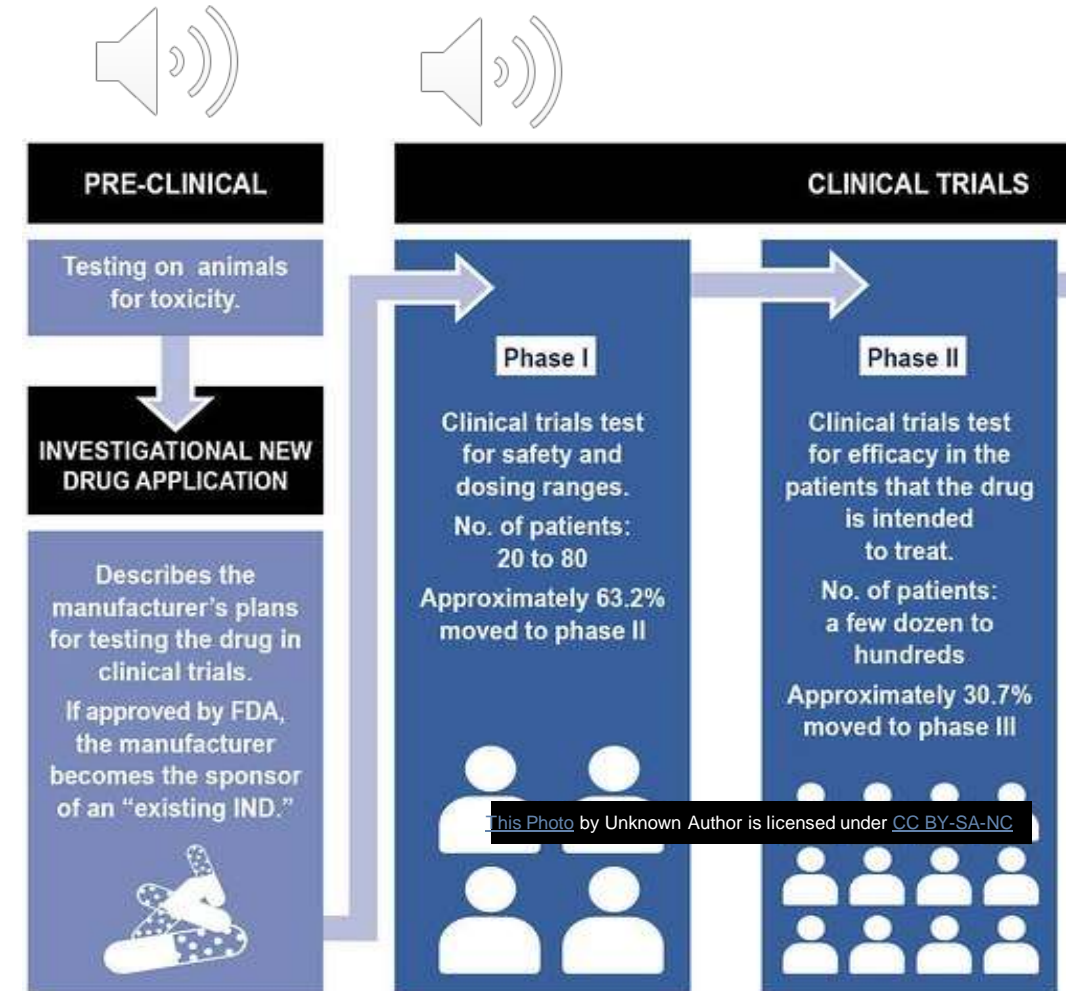 PRE-CLINICAL
Testing on animals
for toxicity.
INVESTIGATIONAL NEW
DRUG APPLICATION
Describes the
manufacturer's plans
for testing the drug in
clinical trials.
If approved by FDA,
the manufacturer
becomes the sponsor
of an “existing IND.”
CLINICAL TRIALS
Phase I
Clinical trials test
for safety and
dosing ranges.
No. of patients:
20 to 80
Approximately 63.2%
moved to phase II
Phase II
Clinical trials test
for efficacy in the
patients that the drug
is intended
to treat.
No. of patients:
a few dozen to
hundreds
Approximately 30.7%
moved to phase III
This Photo by Unknown Author is licensed under CC BY-SA-NC